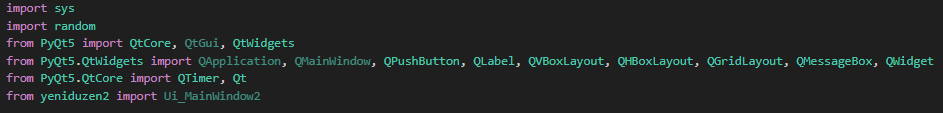 import sys
import random
from PyQt5 import QtCore, QtGui, QtWidgets
from PyQt5.QtWidgets import QApplication, QMainWindow, QPushButton, QLabel, QVBoxLayout, QHBoxLayout, QGridLayout, QMessageBox, QWidget
from PyQt5.QtCore import QTimer, Qt
from yeniduzen2 import Ui_MainWindow2